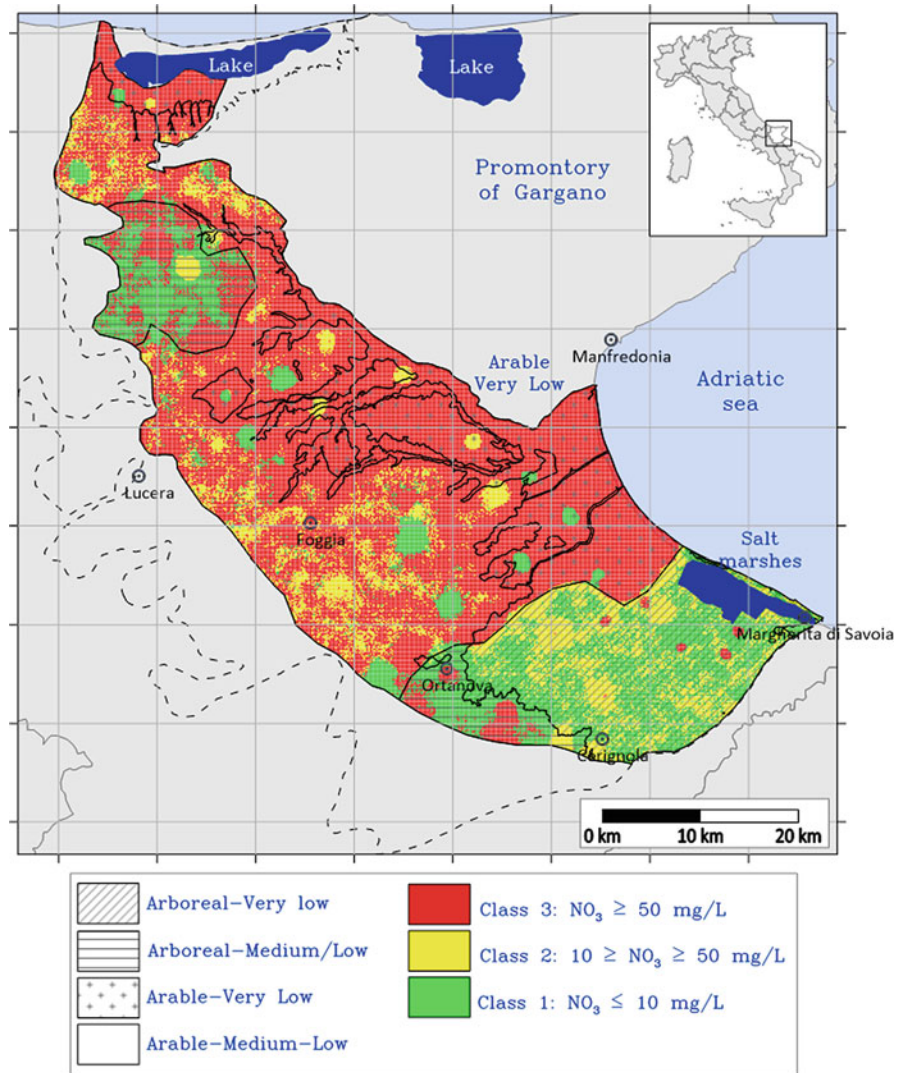 Lake
Lake
Promontory
of Gargano
Manfredonia
Arable
Very Low
Adriatic
sea
Lucera
Foggia
Salt
marshes
Margherita di Savoia
Ortanova
Cerignola
0 km 10 km 20 km
Arboreal-Very low
Arboreal-Medium/Low
Arable-Very Low
Arable-Medium-Low
Class 3: NO₃ ≥ 50 mg/L
Class 2: 10 ≥ NO₃ ≥ 50 mg/L
Class 1: NO₃ ≤ 10 mg/L